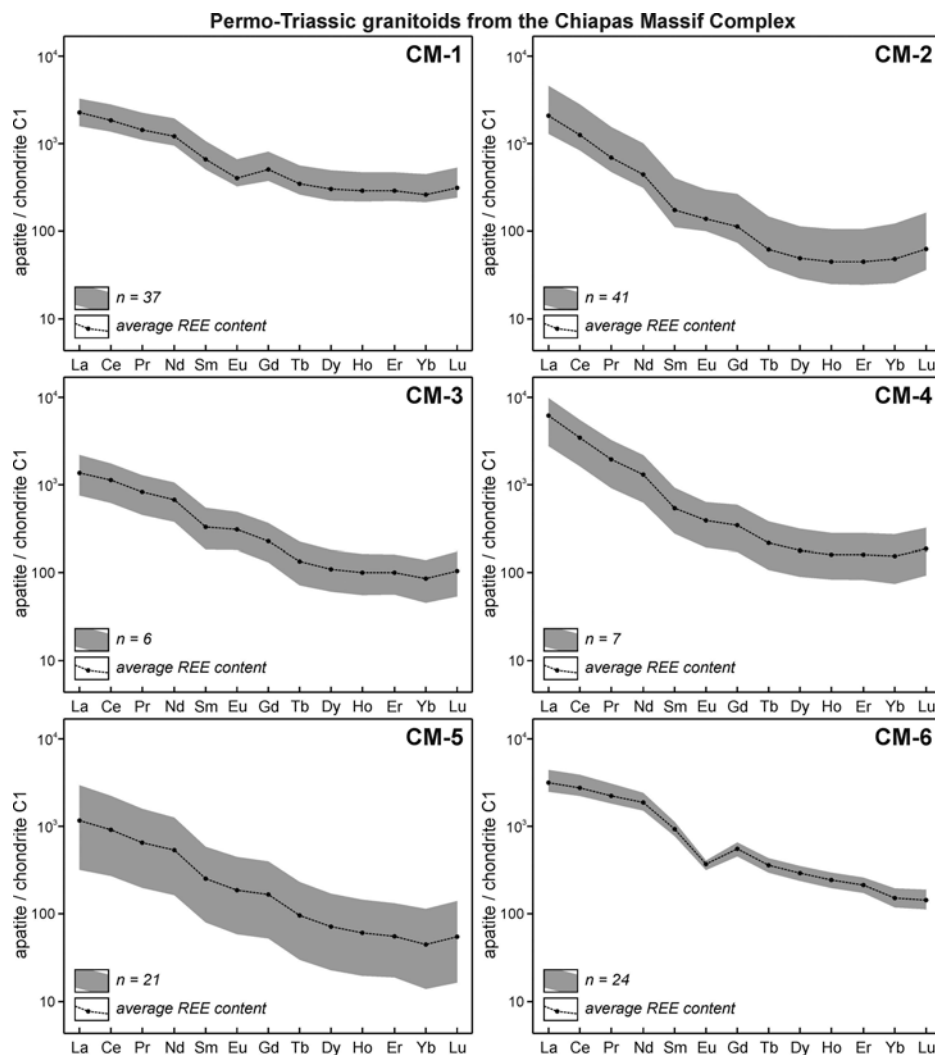 Permo-Triassic granitoids from the Chiapas Massif Complex
CM-1
apatite / chondrite C1
10⁴
10³
100
10
n = 37
average REE content
La Ce Pr Nd Sm Eu Gd Tb Dy Ho Er Yb Lu
CM-2
apatite / chondrite C1
10⁴
10³
100
10
n = 41
average REE content
La Ce Pr Nd Sm Eu Gd Tb Dy Ho Er Yb Lu
CM-3
apatite / chondrite C1
10⁴
10³
100
10
n = 6
average REE content
La Ce Pr Nd Sm Eu Gd Tb Dy Ho Er Yb Lu
CM-4
apatite / chondrite C1
10⁴
10³
100
10
n = 7
average REE content
La Ce Pr Nd Sm Eu Gd Tb Dy Ho Er Yb Lu
CM-5
apatite / chondrite C1
10⁴
10³
100
10
n = 21
average REE content
La Ce Pr Nd Sm Eu Gd Tb Dy Ho Er Yb Lu
CM-6
apatite / chondrite C1
10⁴
10³
100
10
n = 24
average REE content
La Ce Pr Nd Sm Eu Gd Tb Dy Ho Er Yb Lu